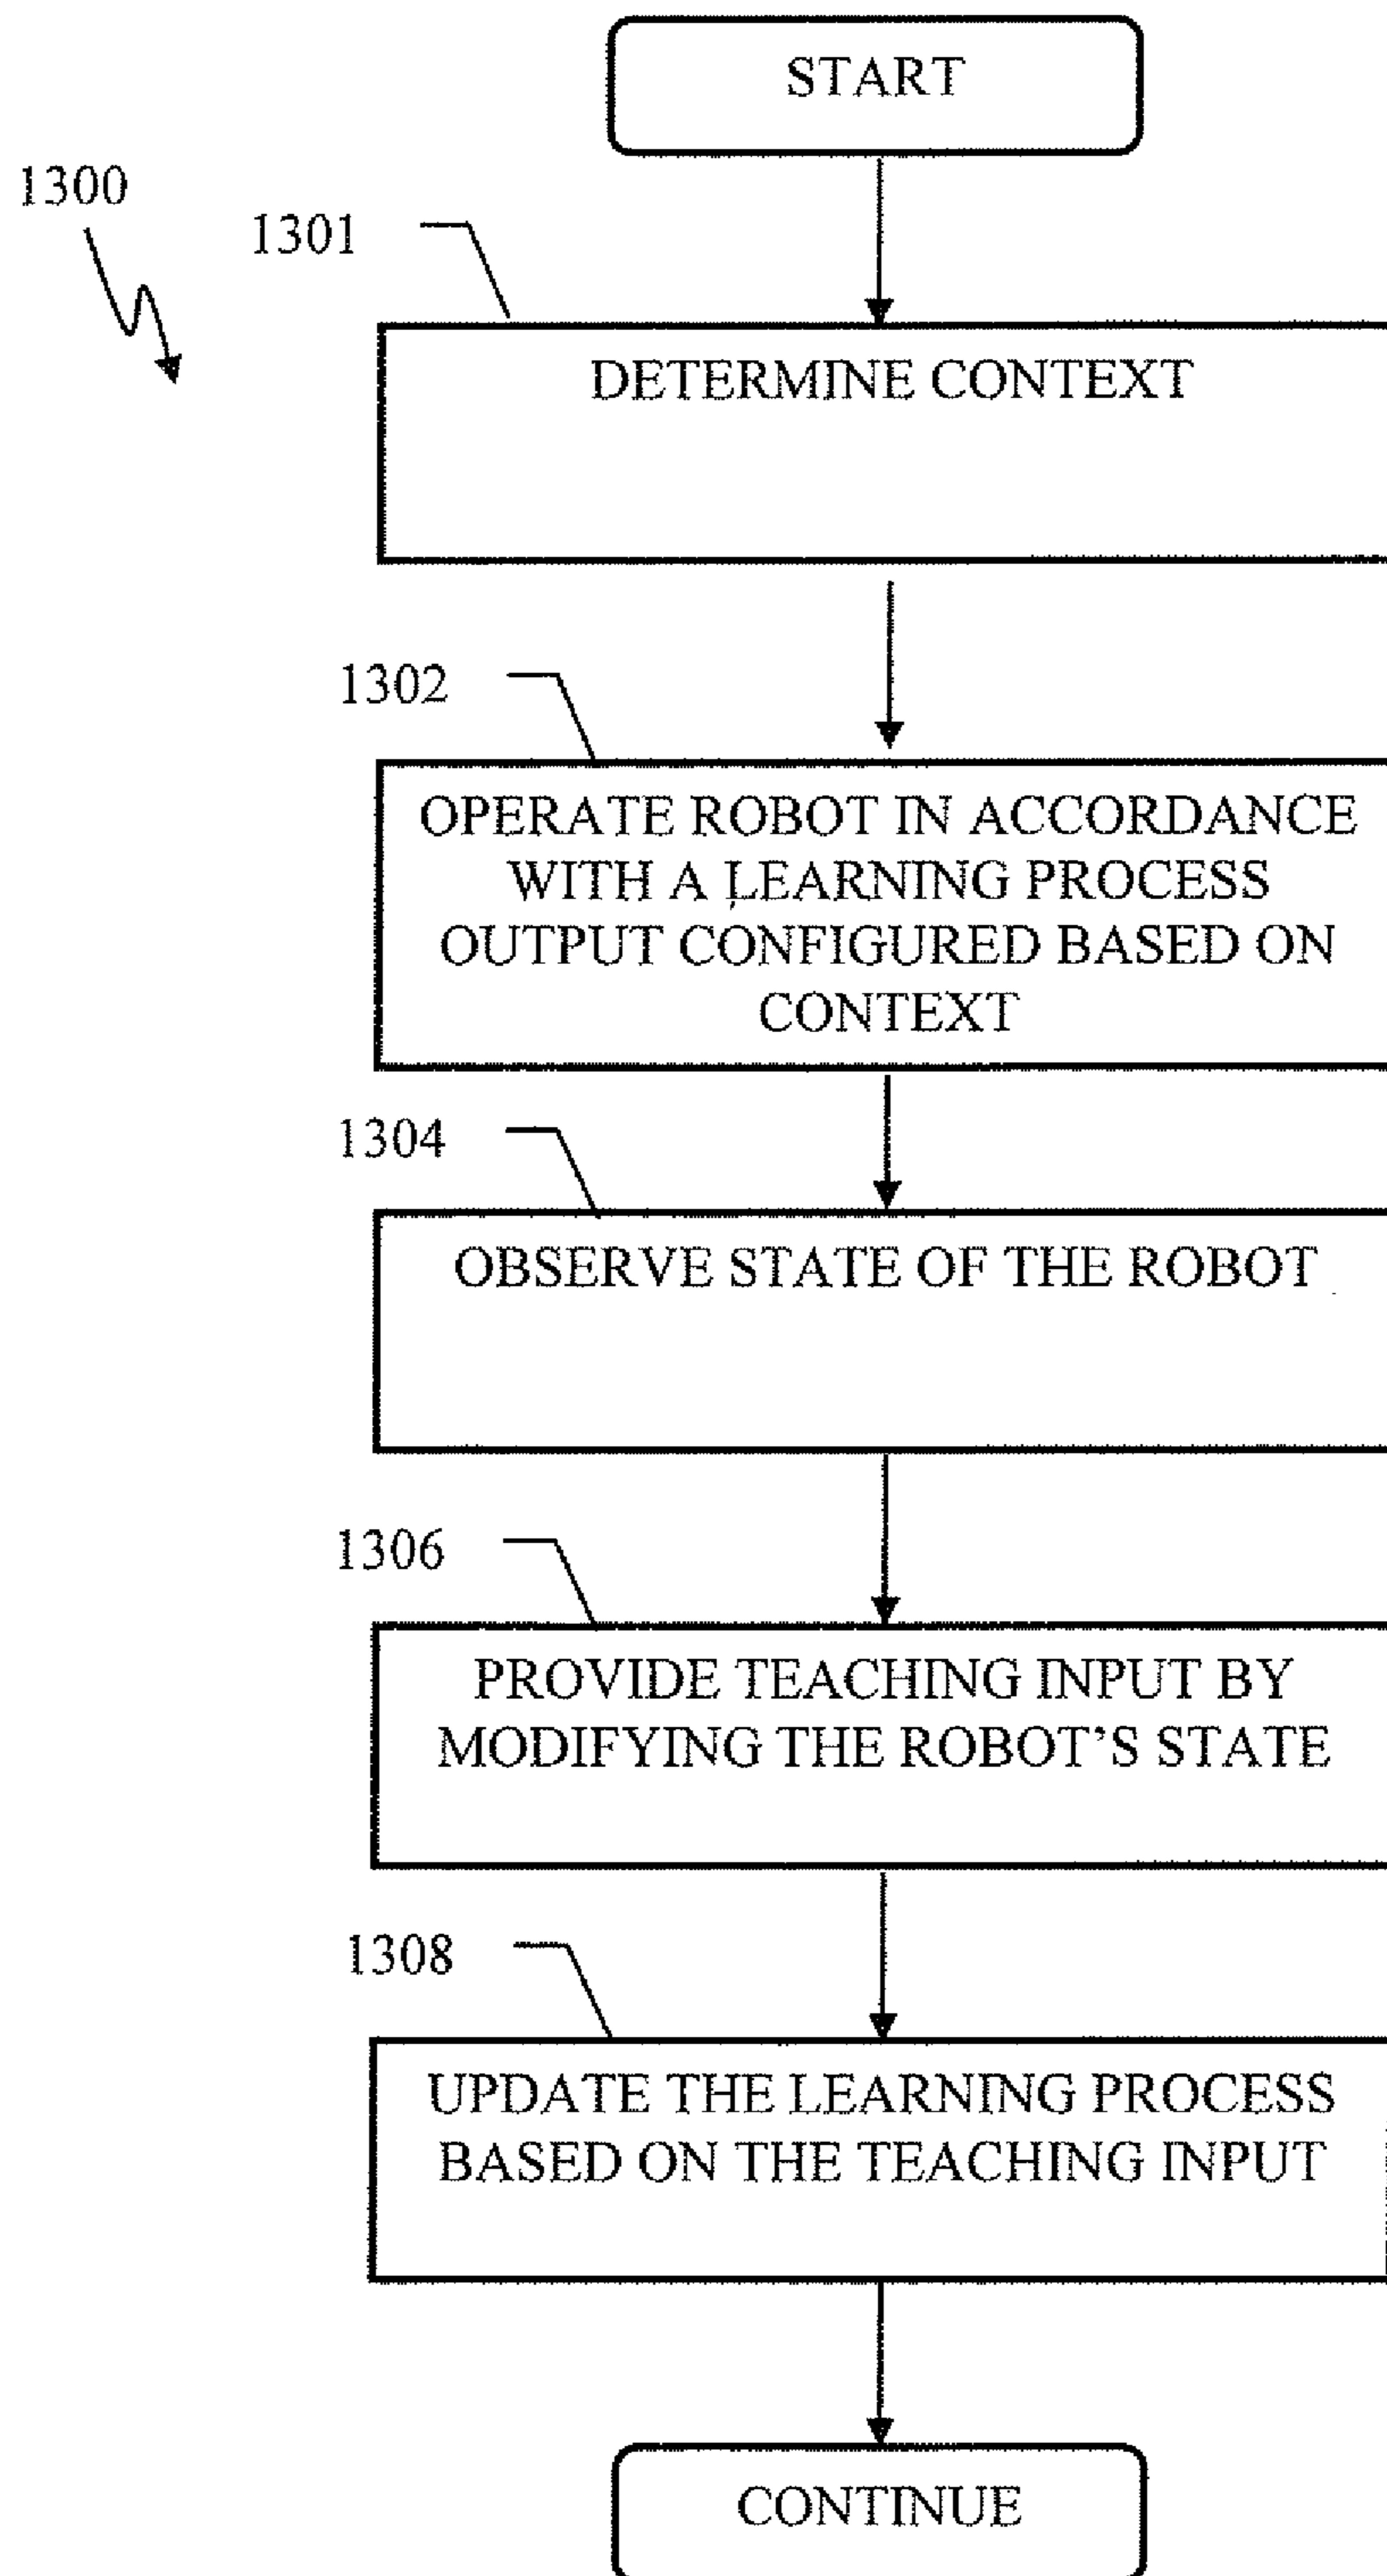 START
1300
1301
DETERMINE CONTEXT
1302
OPERATE ROBOT IN ACCORDANCE
WITH A LEARNING PROCESS
OUTPUT CONFIGURED BASED ON
CONTEXT
1304
OBSERVE STATE OF THE ROBOT
1306
PROVIDE TEACHING INPUT BY
MODIFYING THE ROBOT’S STATE
1308
UPDATE THE LEARNING PROCESS
BASED ON THE TEACHING INPUT
CONTINUE